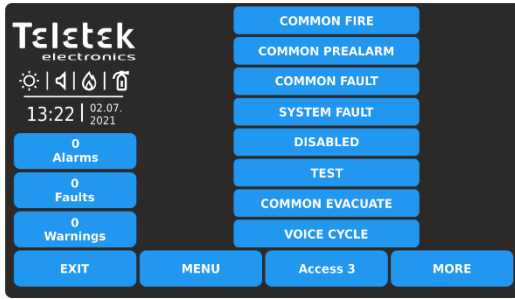 Teletek
electronics
13:22 02.07.
2021
0
Alarms
0
Faults
0
Warnings
COMMON FIRE
COMMON PREALARM
COMMON FAULT
SYSTEM FAULT
DISABLED
TEST
COMMON EVACUATE
VOICE CYCLE
EXIT
MENU
Access 3
MORE